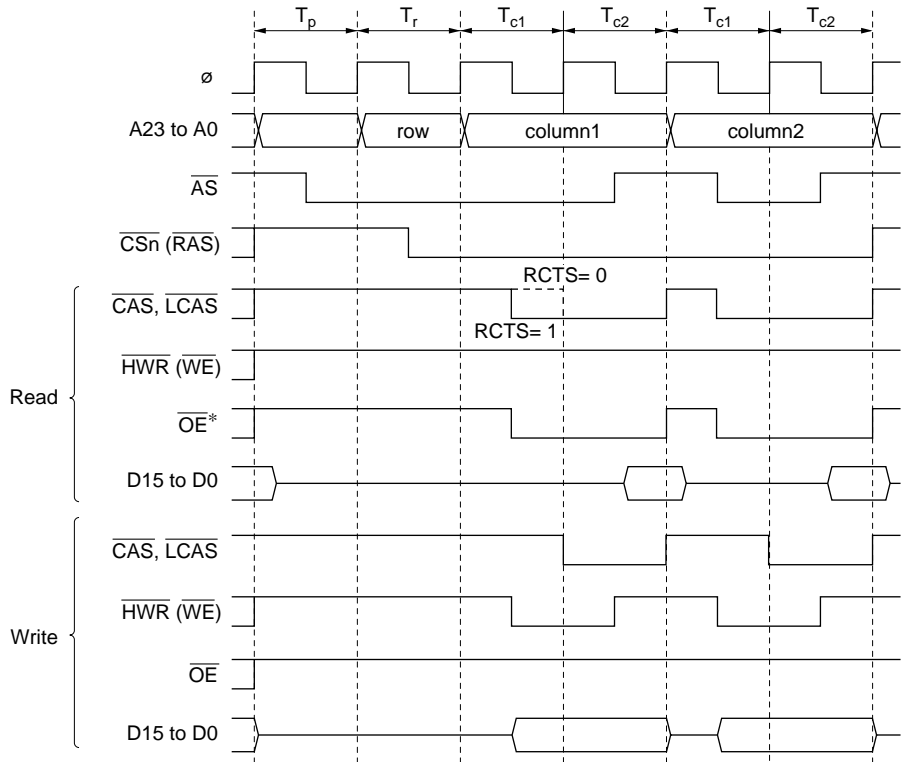 Tp Tr Tc1 Tc2 Tc1 Tc2
ø
A23 to A0 row column1 column2
AS
CSn (RAS)
RCTS= 0
CAS, LCAS
RCTS= 1
HWR (WE)
Read
OE*
D15 to D0
CAS, LCAS
HWR (WE)
Write
OE
D15 to D0